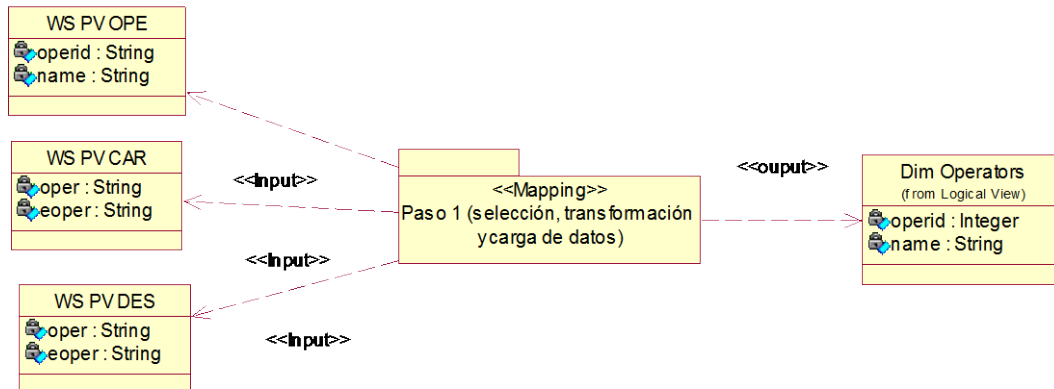 WS PV OPE
operid : String
name : String
WS PV CAR
oper : String
eoper : String
WS PV DES
oper : String
eoper : String
<<Input>>
<<Input>>
<<Input>>
<<Mapping>>
Paso 1 (selección, transformación
y carga de datos)
<<ouput>>
Dim Operators
(from Logical View)
operid : Integer
name : String